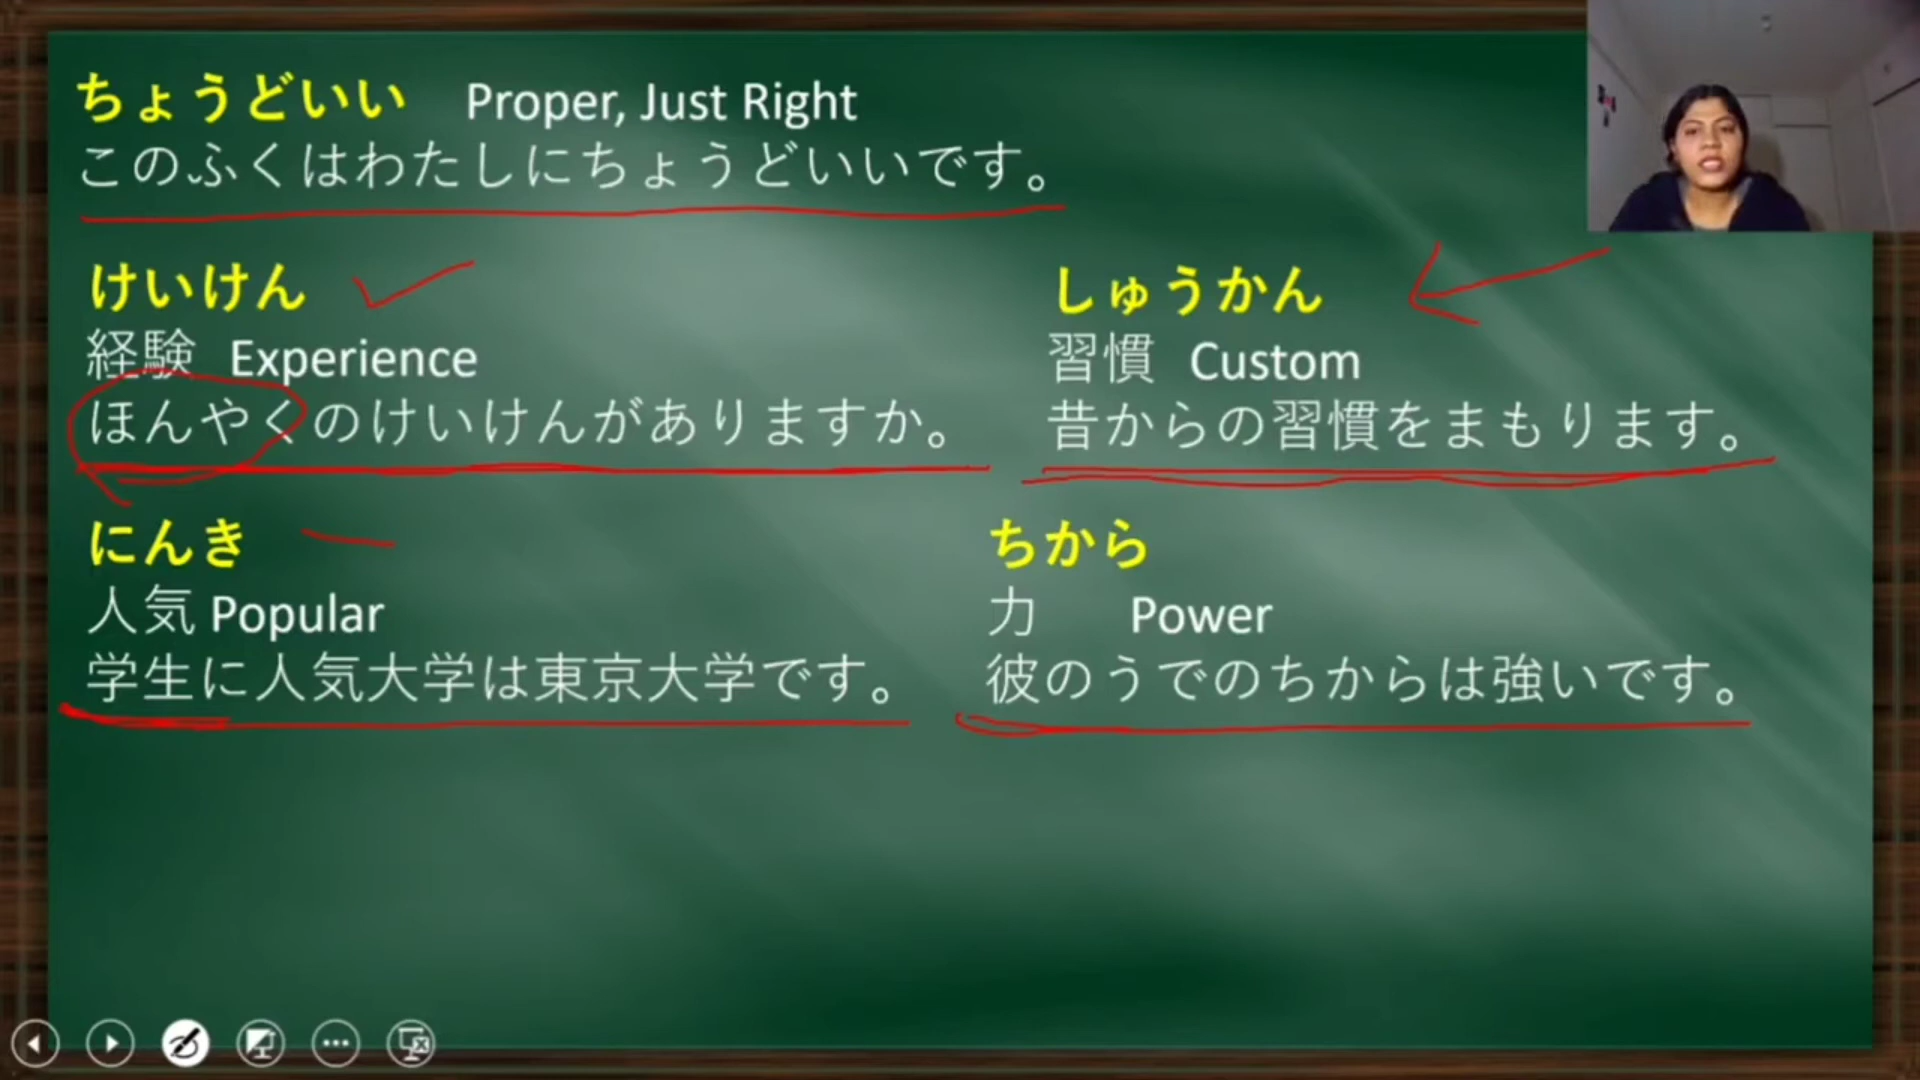 ちょうどいい Proper, Just Right
このふくはわたしにちょうどいいです。
けいけん
経験 Experience
ほんやくのけいけんがありますか。
しゅうかん
習慣 Custom
昔からの習慣をまもります。
にんき
人気 Popular
学生に人気大学は東京大学です。
ちから
力 Power
彼のうでのちからは強いです。